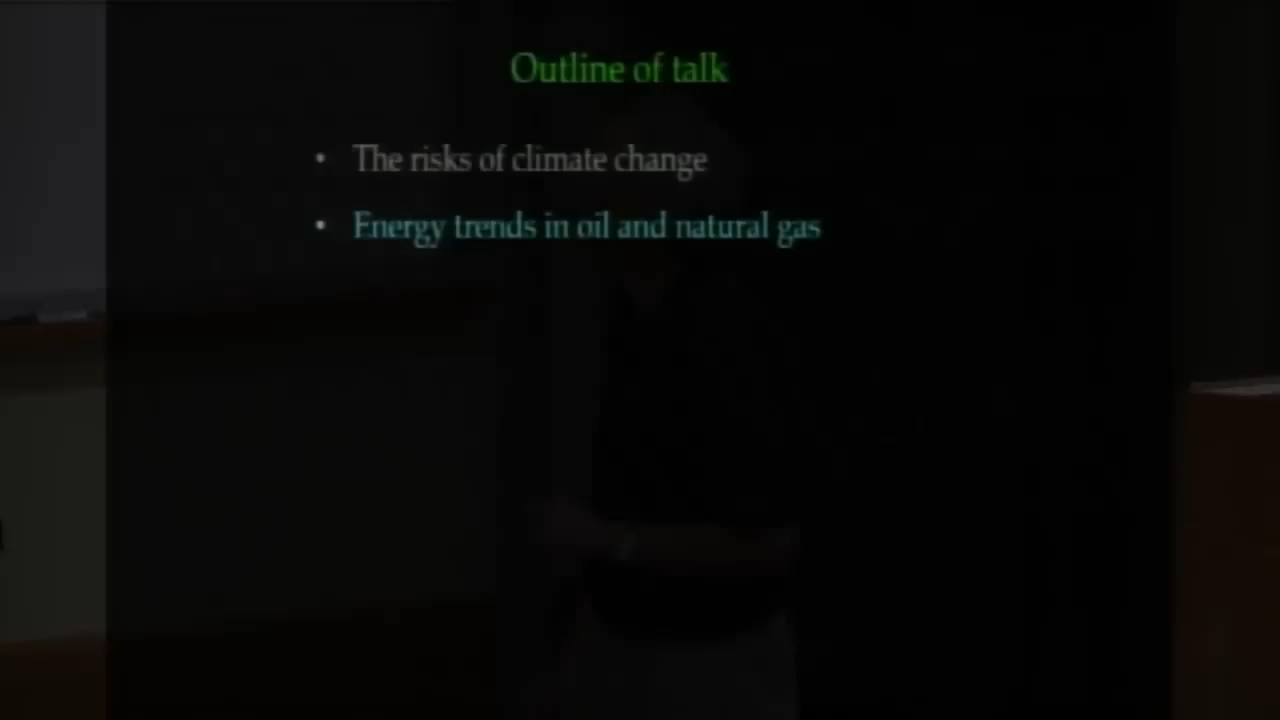 Outline of talk
• The risks of climate change
• Energy trends in oil and natural gas